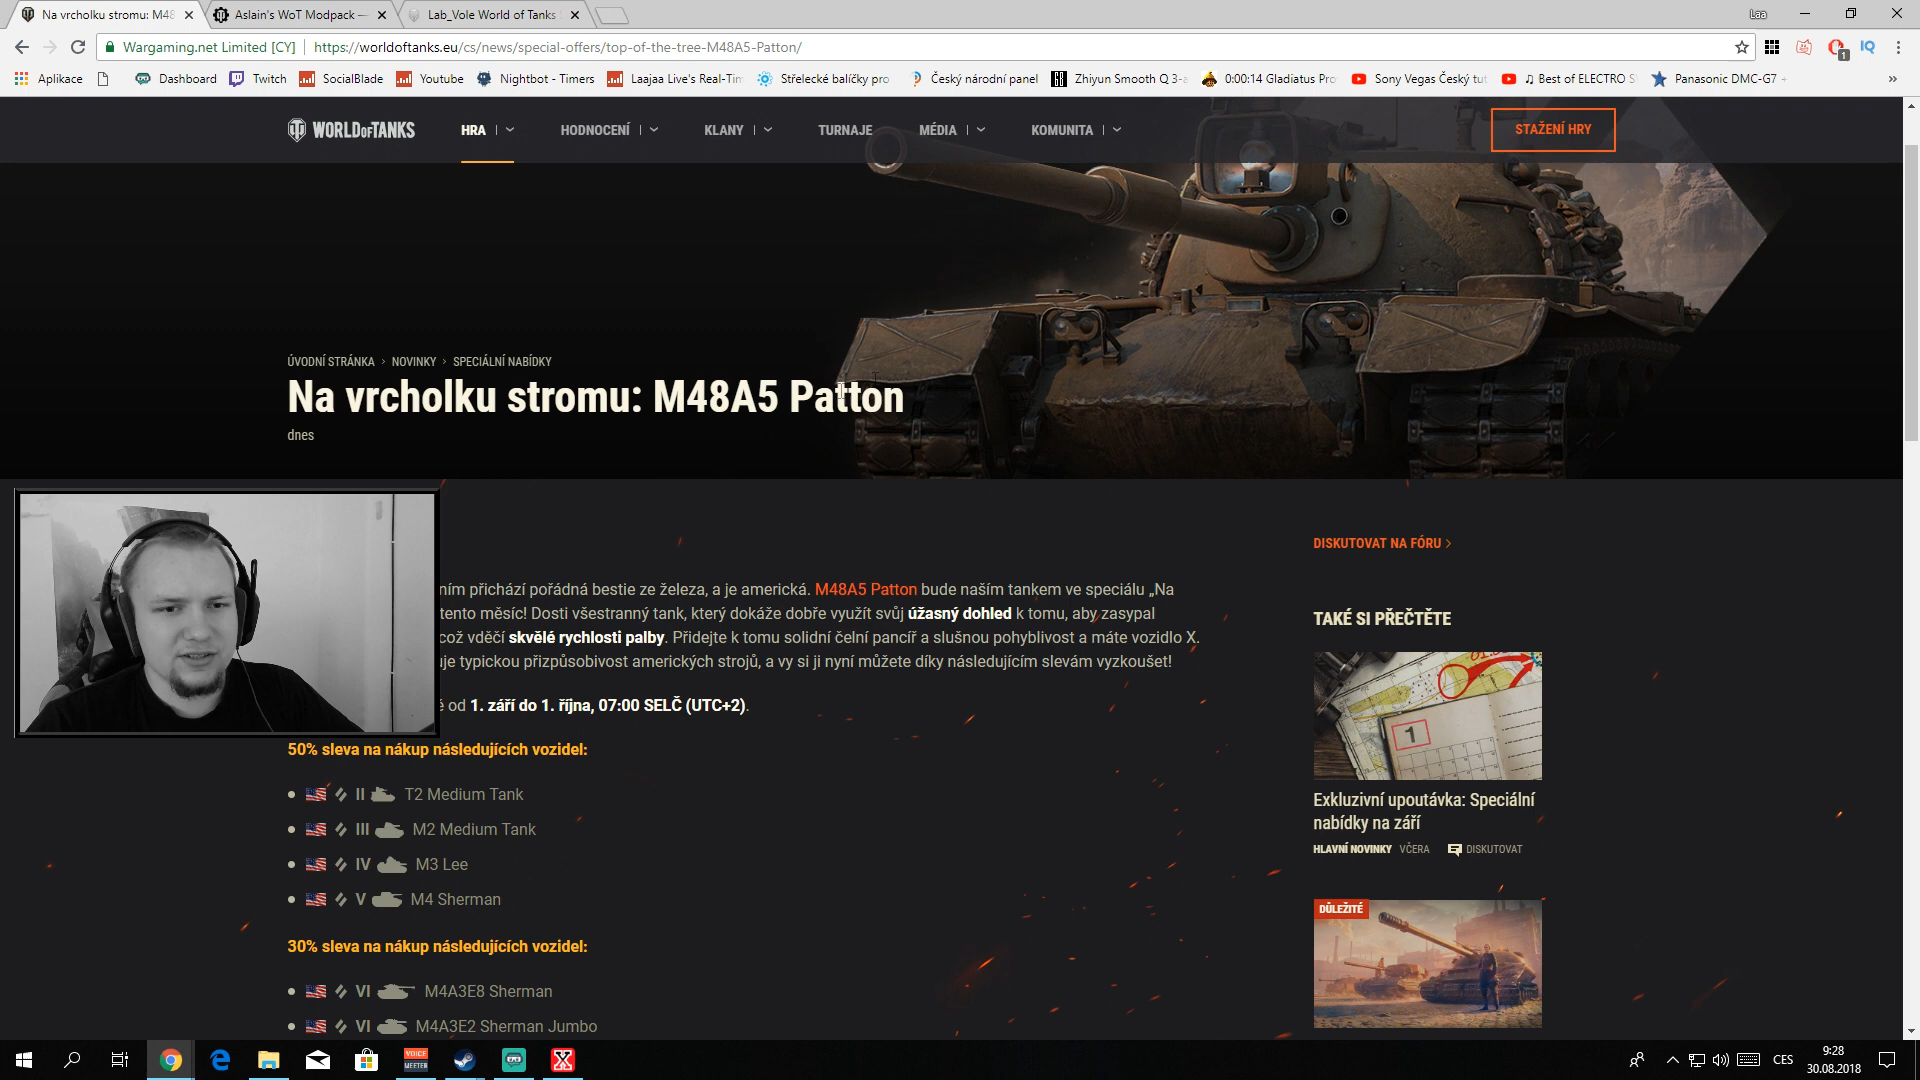 Na vrcholku stromu: M48
Aslain's WoT Modpack —
Lab_Vole World of Tanks
Laa
Wargaming.net Limited [CY]
https://worldoftanks.eu/cs/news/special-offers/top-of-the-tree-M48A5-Patton/
1
IQ
Aplikace
Dashboard
Twitch
SocialBlade
Youtube
Nightbot - Timers
Laajaa Live's Real-Tim
Střelecké balíčky pro
Český národní panel
Zhiyun Smooth Q 3-a
0:00:14 Gladiatus Pro
Sony Vegas Český tut
♫ Best of ELECTRO S
Panasonic DMC-G7 -
»
WORLD OF TANKS
HRA
HODNOCENÍ
KLANY
TURNAJE
MÉDIA
KOMUNITA
STAŽENÍ HRY
ÚVODNÍ STRÁNKA > NOVINKY > SPECIÁLNÍ NABÍDKY
Na vrcholku stromu: M48A5 Patton
dnes
ním přichází pořádná bestie ze železa, a je americká. M48A5 Patton bude naším tankem ve speciálu „Na
tento měsíc! Dosti všestranný tank, který dokáže dobře využít svůj úžasný dohled k tomu, aby zasypal
což vděčí skvělé rychlosti palby. Přidejte k tomu solidní čelní pancíř a slušnou pohyblivost a máte vozidlo X.
uje typickou přizpůsobivost amerických strojů, a vy si ji nyní můžete díky následujícím slevám vyzkoušet!
é od 1. září do 1. října, 07:00 SELČ (UTC+2).
50% sleva na nákup následujících vozidel:
II T2 Medium Tank
III M2 Medium Tank
IV M3 Lee
V M4 Sherman
30% sleva na nákup následujících vozidel:
VI M4A3E8 Sherman
VI M4A3E2 Sherman Jumbo
DISKUTOVAT NA FÓRU >
TAKÉ SI PŘEČTĚTE
1
Exkluzivní upoutávka: Speciální
nabídky na září
HLAVNÍ NOVINKY VČERA DISKUTOVAT
DŮLEŽITÉ
VOICE
MEETER
CES
9:28
30.08.2018